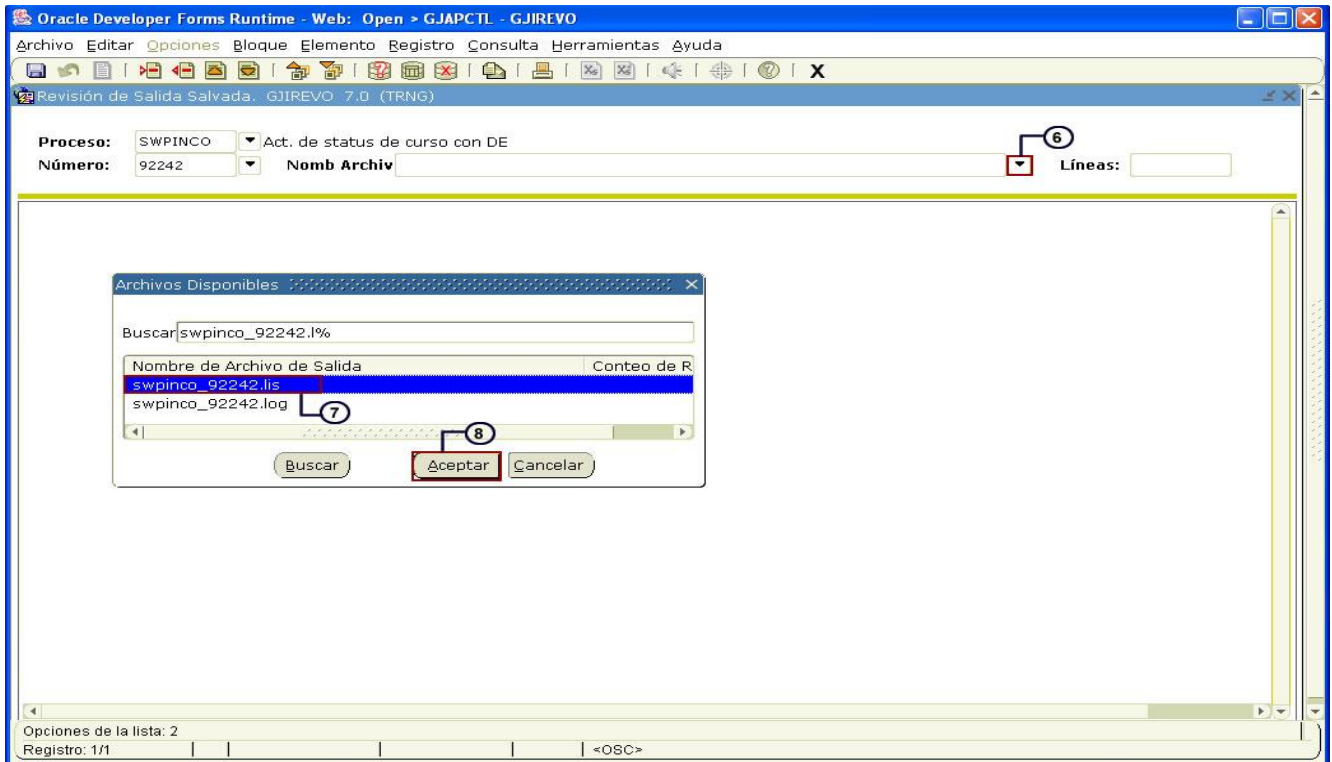 Oracle Developer Forms Runtime - Web: Open > GJAPCTL - GJIREVO
Archivo Editar Opciones Bloque Elemento Registro Consulta Herramientas Ayuda
X
Revisión de Salida Salvada. GJIREVO 7.0 (TRNG)
Proceso: SWPINCO Act. de status de curso con DE
6
Número: 92242 Nomb Archiv Líneas:
Archivos Disponibles
Buscar swpinco_92242.l%
Nombre de Archivo de Salida Conteo de R
swpinco_92242.lis
swpinco_92242.log
7
8
Buscar Aceptar Cancelar
Opciones de la lista: 2
Registro: 1/1 <OSC>